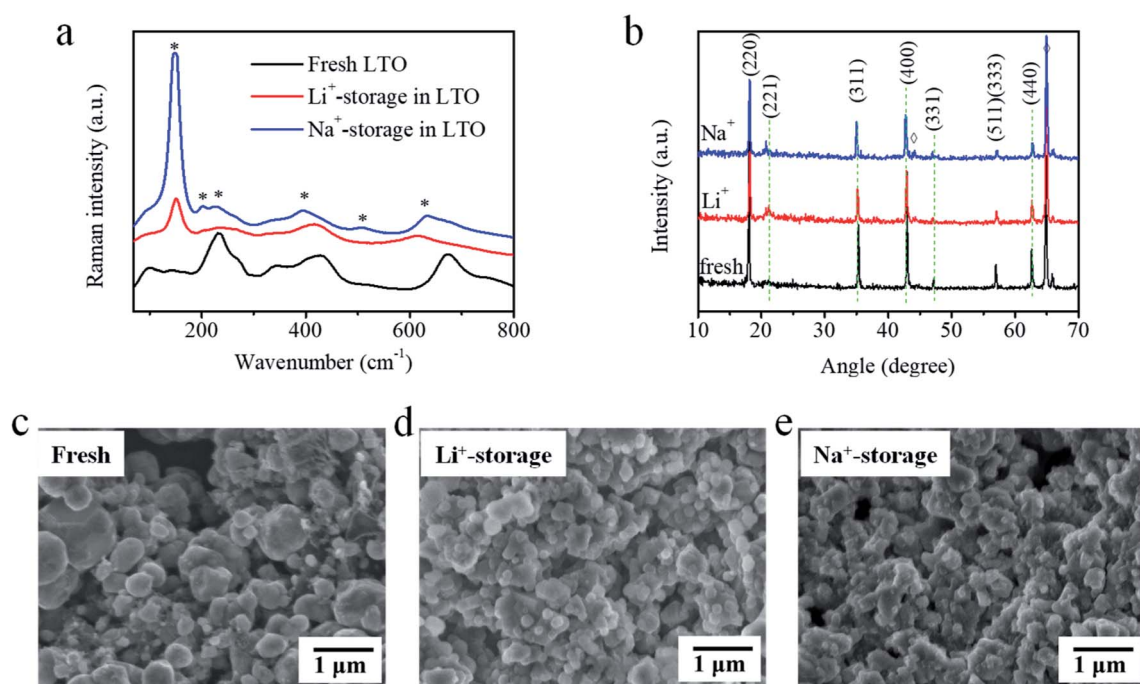 a
Raman intensity (a.u.)
* * * * * *
Fresh LTO
Li⁺-storage in LTO
Na⁺-storage in LTO
200 400 600 800
Wavenumber (cm⁻¹)
b
Intensity (a.u.)
(220)
(221)
(311)
(400)
(331)
(511)(333)
(440)
◊
◊
Na⁺
Li⁺
fresh
10 20 30 40 50 60 70
Angle (degree)
c
Fresh
1 μm
d
Li⁺-storage
1 μm
e
Na⁺-storage
1 μm